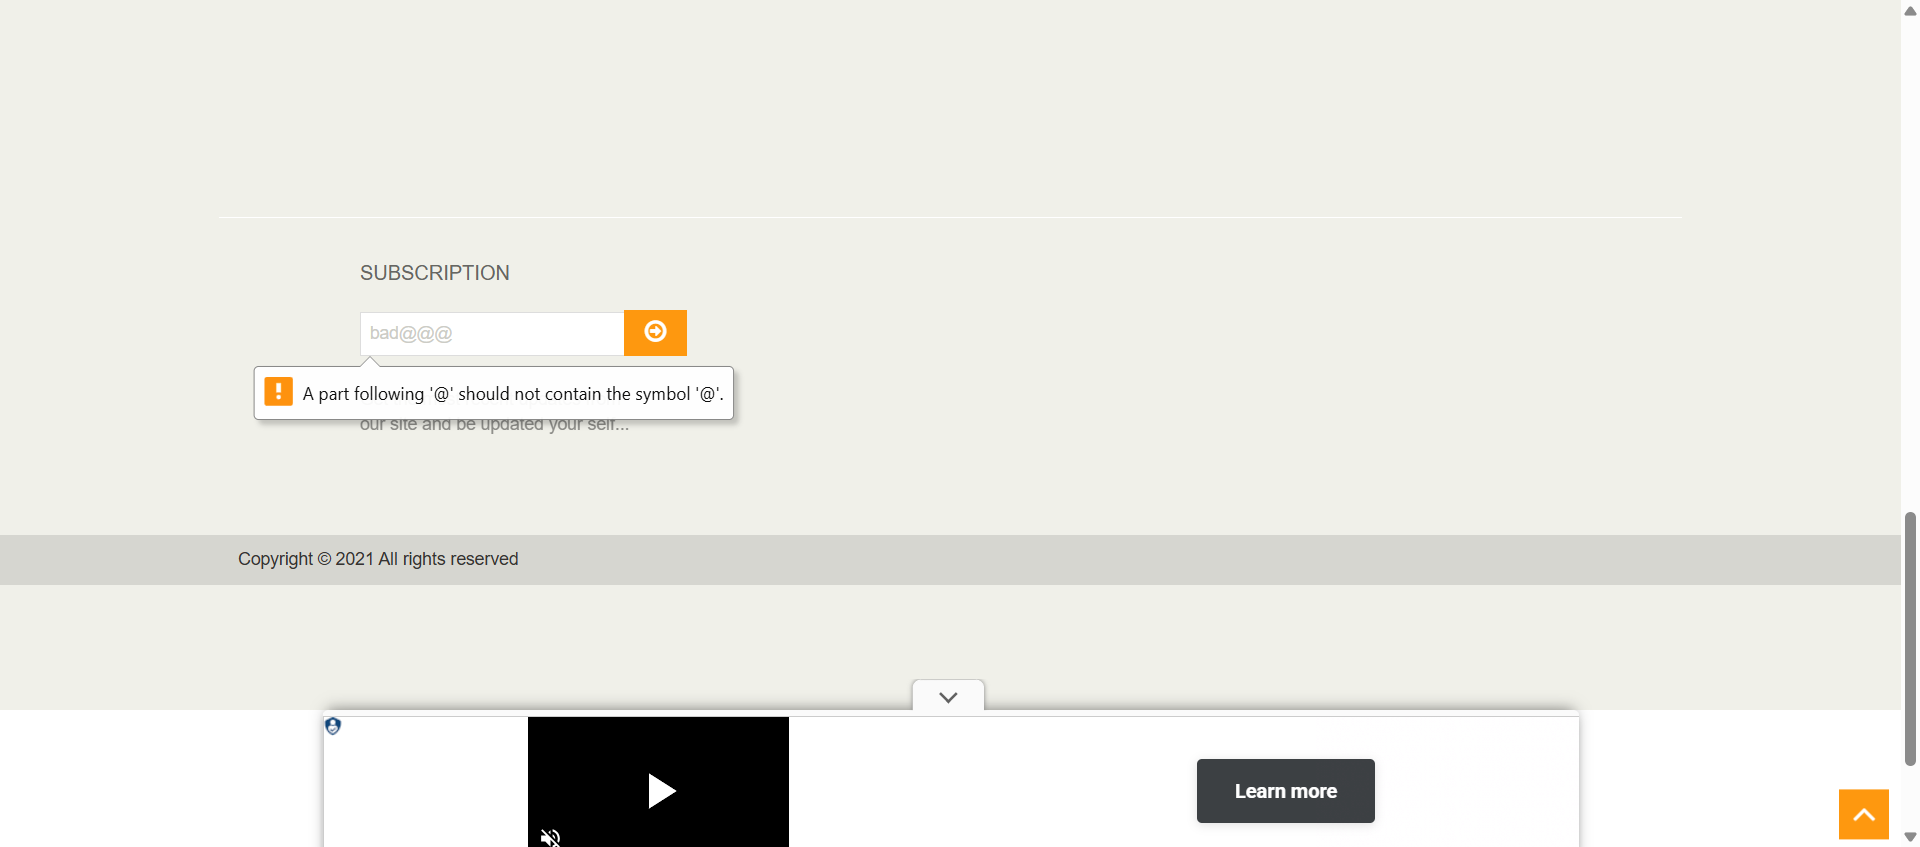 SUBSCRIPTION
bad@@@
A part following '@' should not contain the symbol '@'.
our site and be updated your self...
Copyright © 2021 All rights reserved
Learn more